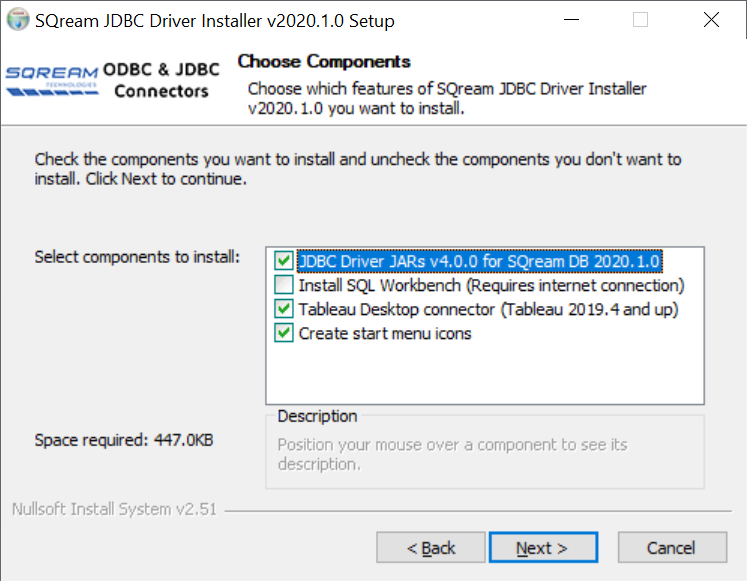 SQream JDBC Driver Installer v2020.1.0 Setup
SQREAM
TECHNOLOGIES
ODBC & JDBC
Connectors
Choose Components
Choose which features of SQream JDBC Driver Installer
v2020.1.0 you want to install.
Check the components you want to install and uncheck the components you don't want to
install. Click Next to continue.
Select components to install:
JDBC Driver JARs v4.0.0 for SQream DB 2020.1.0
Install SQL Workbench (Requires internet connection)
Tableau Desktop connector (Tableau 2019.4 and up)
Create start menu icons
Space required: 447.0KB
Description
Position your mouse over a component to see its
description.
Nullsoft Install System v2.51
< Back
Next >
Cancel